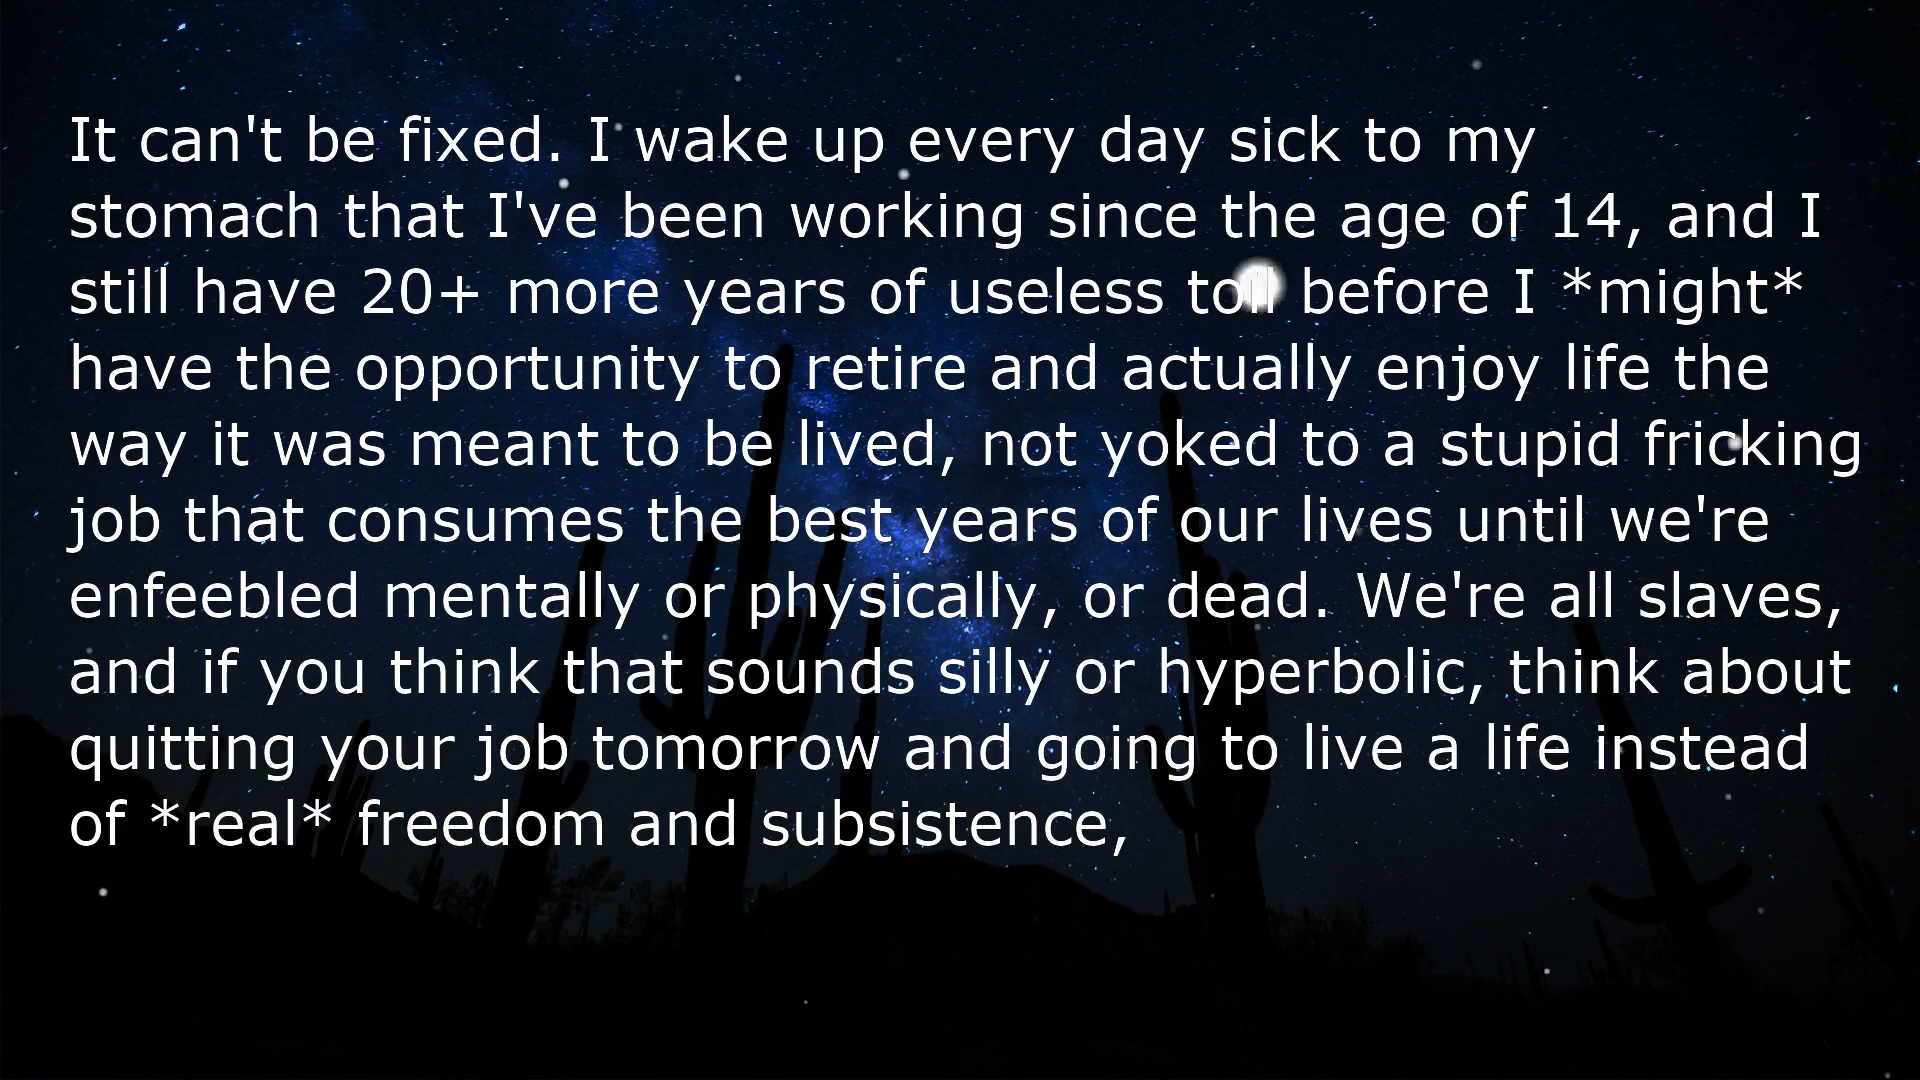 It can't be fixed. I wake up every day sick to my
stomach that I've been working since the age of 14, and I
still have 20+ more years of useless toil before I *might*
have the opportunity to retire and actually enjoy life the
way it was meant to be lived, not yoked to a stupid fricking
job that consumes the best years of our lives until we're
enfeebled mentally or physically, or dead. We're all slaves,
and if you think that sounds silly or hyperbolic, think about
quitting your job tomorrow and going to live a life instead
of *real* freedom and subsistence,